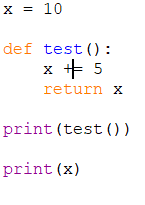 x = 10
def test():
    x += 5
    return x
print(test())
print(x)